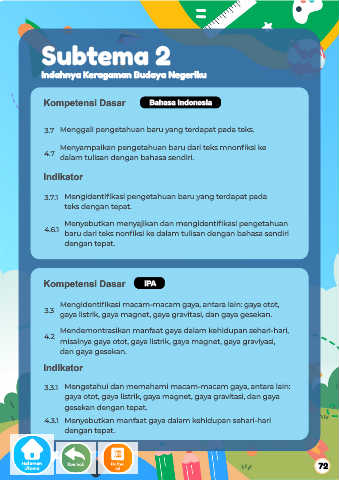 Subtema 2
Indahnya Keragaman Budaya Negeriku
Kompetensi Dasar Bahasa Indonesia
3.7 Menggali pengetahuan baru yang terdapat pada teks.
4.7 Menyampaikan pengetahuan baru dari teks mnonfiksi ke
dalam tulisan dengan bahasa sendiri.
Indikator
3.7.1 Mengidentifikasi pengetahuan baru yang terdapat pada
teks dengan tepat.
4.6.1 Menyebutkan menyajikan dan mengidentifikasi pengetahuan
baru dari teks nonfiksi ke dalam tulisan dengan bahasa sendiri
dengan tepat.
Kompetensi Dasar IPA
3.3 Mengidentifikasi macam-macam gaya, antara lain: gaya otot,
gaya listrik, gaya magnet, gaya gravitasi, dan gaya gesekan.
4.2 Mendemontrasikan manfaat gaya dalam kehidupan sehari-hari,
misalnya gaya otot, gaya listrik, gaya magnet, gaya graviyasi,
dan gaya gesekan.
Indikator
3.3.1 Mengetahui dan memahami macam-macam gaya, antara lain:
gaya otot, gaya listrik, gaya magnet, gaya gravitasi, dan gaya
gesekan dengan tepat.
4.3.1 Menyebutkan manfaat gaya dalam kehidupan sehari-hari
dengan tepat.
Halaman
Utama
72